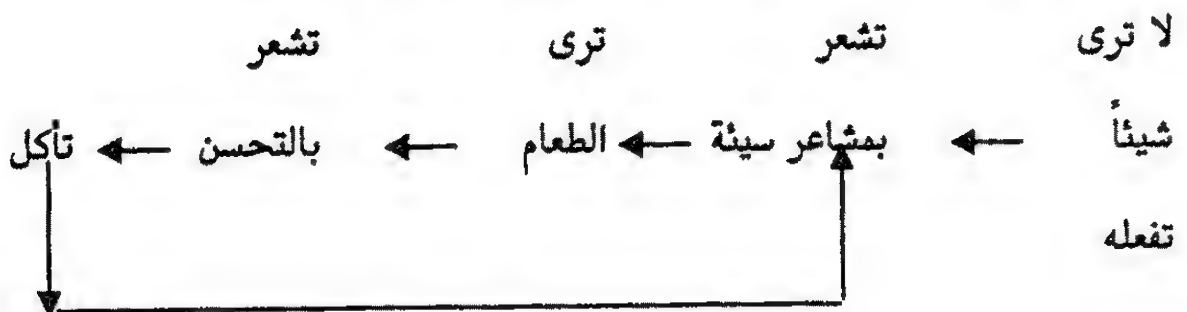 لا ترى تشعر ترى تشعر
شيئاً بمشاعر سيئة الطعام بالتحسن تأكل
تفعله